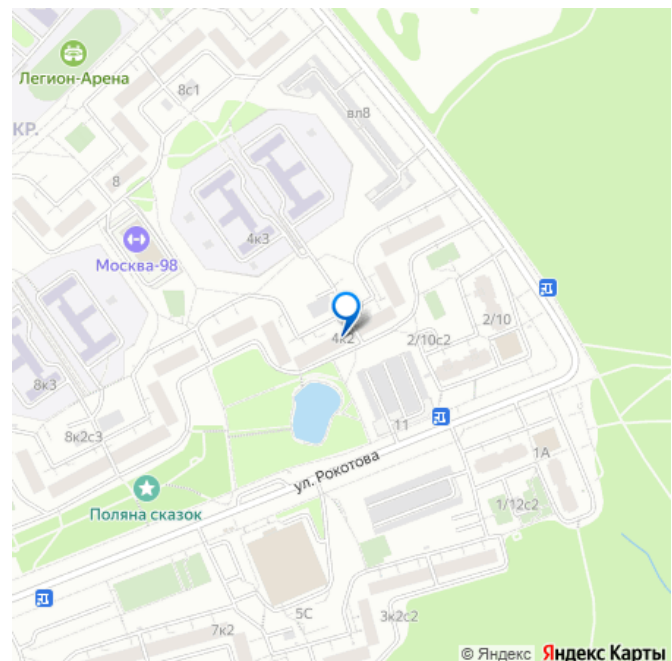 Легион-Арена
8с1
вл8
КР.
8
4к3
Москва-98
4к2
2/10с2
2/10
8к3
8к2с3
11
ул. Рокотова
1А
Поляна сказок
1/12с2
5С
3к2с2
7к2
© Яндекс Яндекс Карты